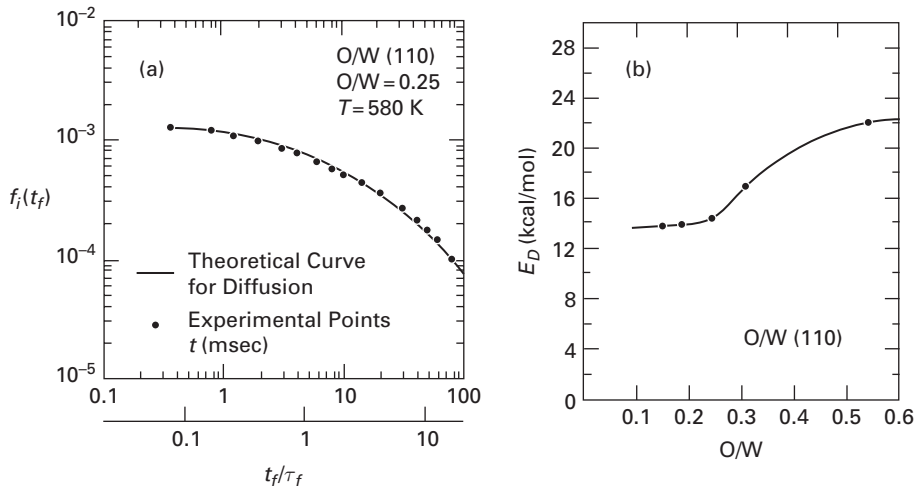 10⁻²
10⁻³
10⁻⁴
10⁻⁵
fᵢ(t_f)
(a)
O/W (110)
O/W = 0.25
T = 580 K
Theoretical Curve
for Diffusion
Experimental Points
t (msec)
0.1 1 10 100
0.1 1 10
t_f/τ_f
28
24
20
16
12
8
4
0
E_D (kcal/mol)
(b)
O/W (110)
0.1 0.2 0.3 0.4 0.5 0.6
O/W